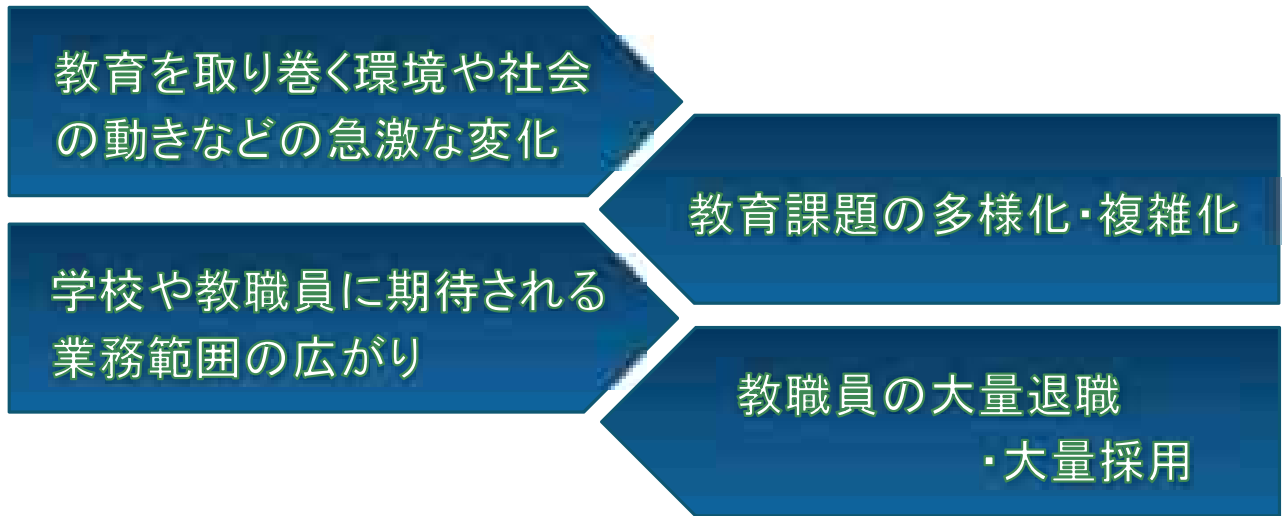 教育を取り巻く環境や社会
の動きなどの急激な変化
教育課題の多様化・複雑化
学校や教職員に期待される
業務範囲の広がり
教職員の大量退職
・大量採用